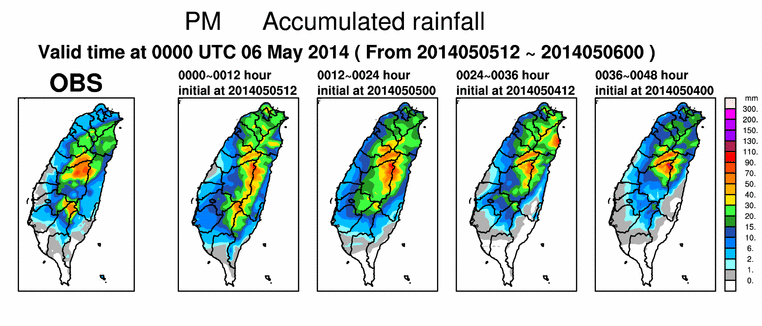 PM Accumulated rainfall
Valid time at 0000 UTC 06 May 2014 ( From 2014050512 ~ 2014050600 )
OBS
0000~0012 hour
initial at 2014050512
0012~0024 hour
initial at 2014050500
0024~0036 hour
initial at 2014050412
0036~0048 hour
initial at 2014050400
mm
300.
200.
150.
130.
110.
90.
70.
50.
40.
30.
20.
15.
10.
6.
2.
1.
0.